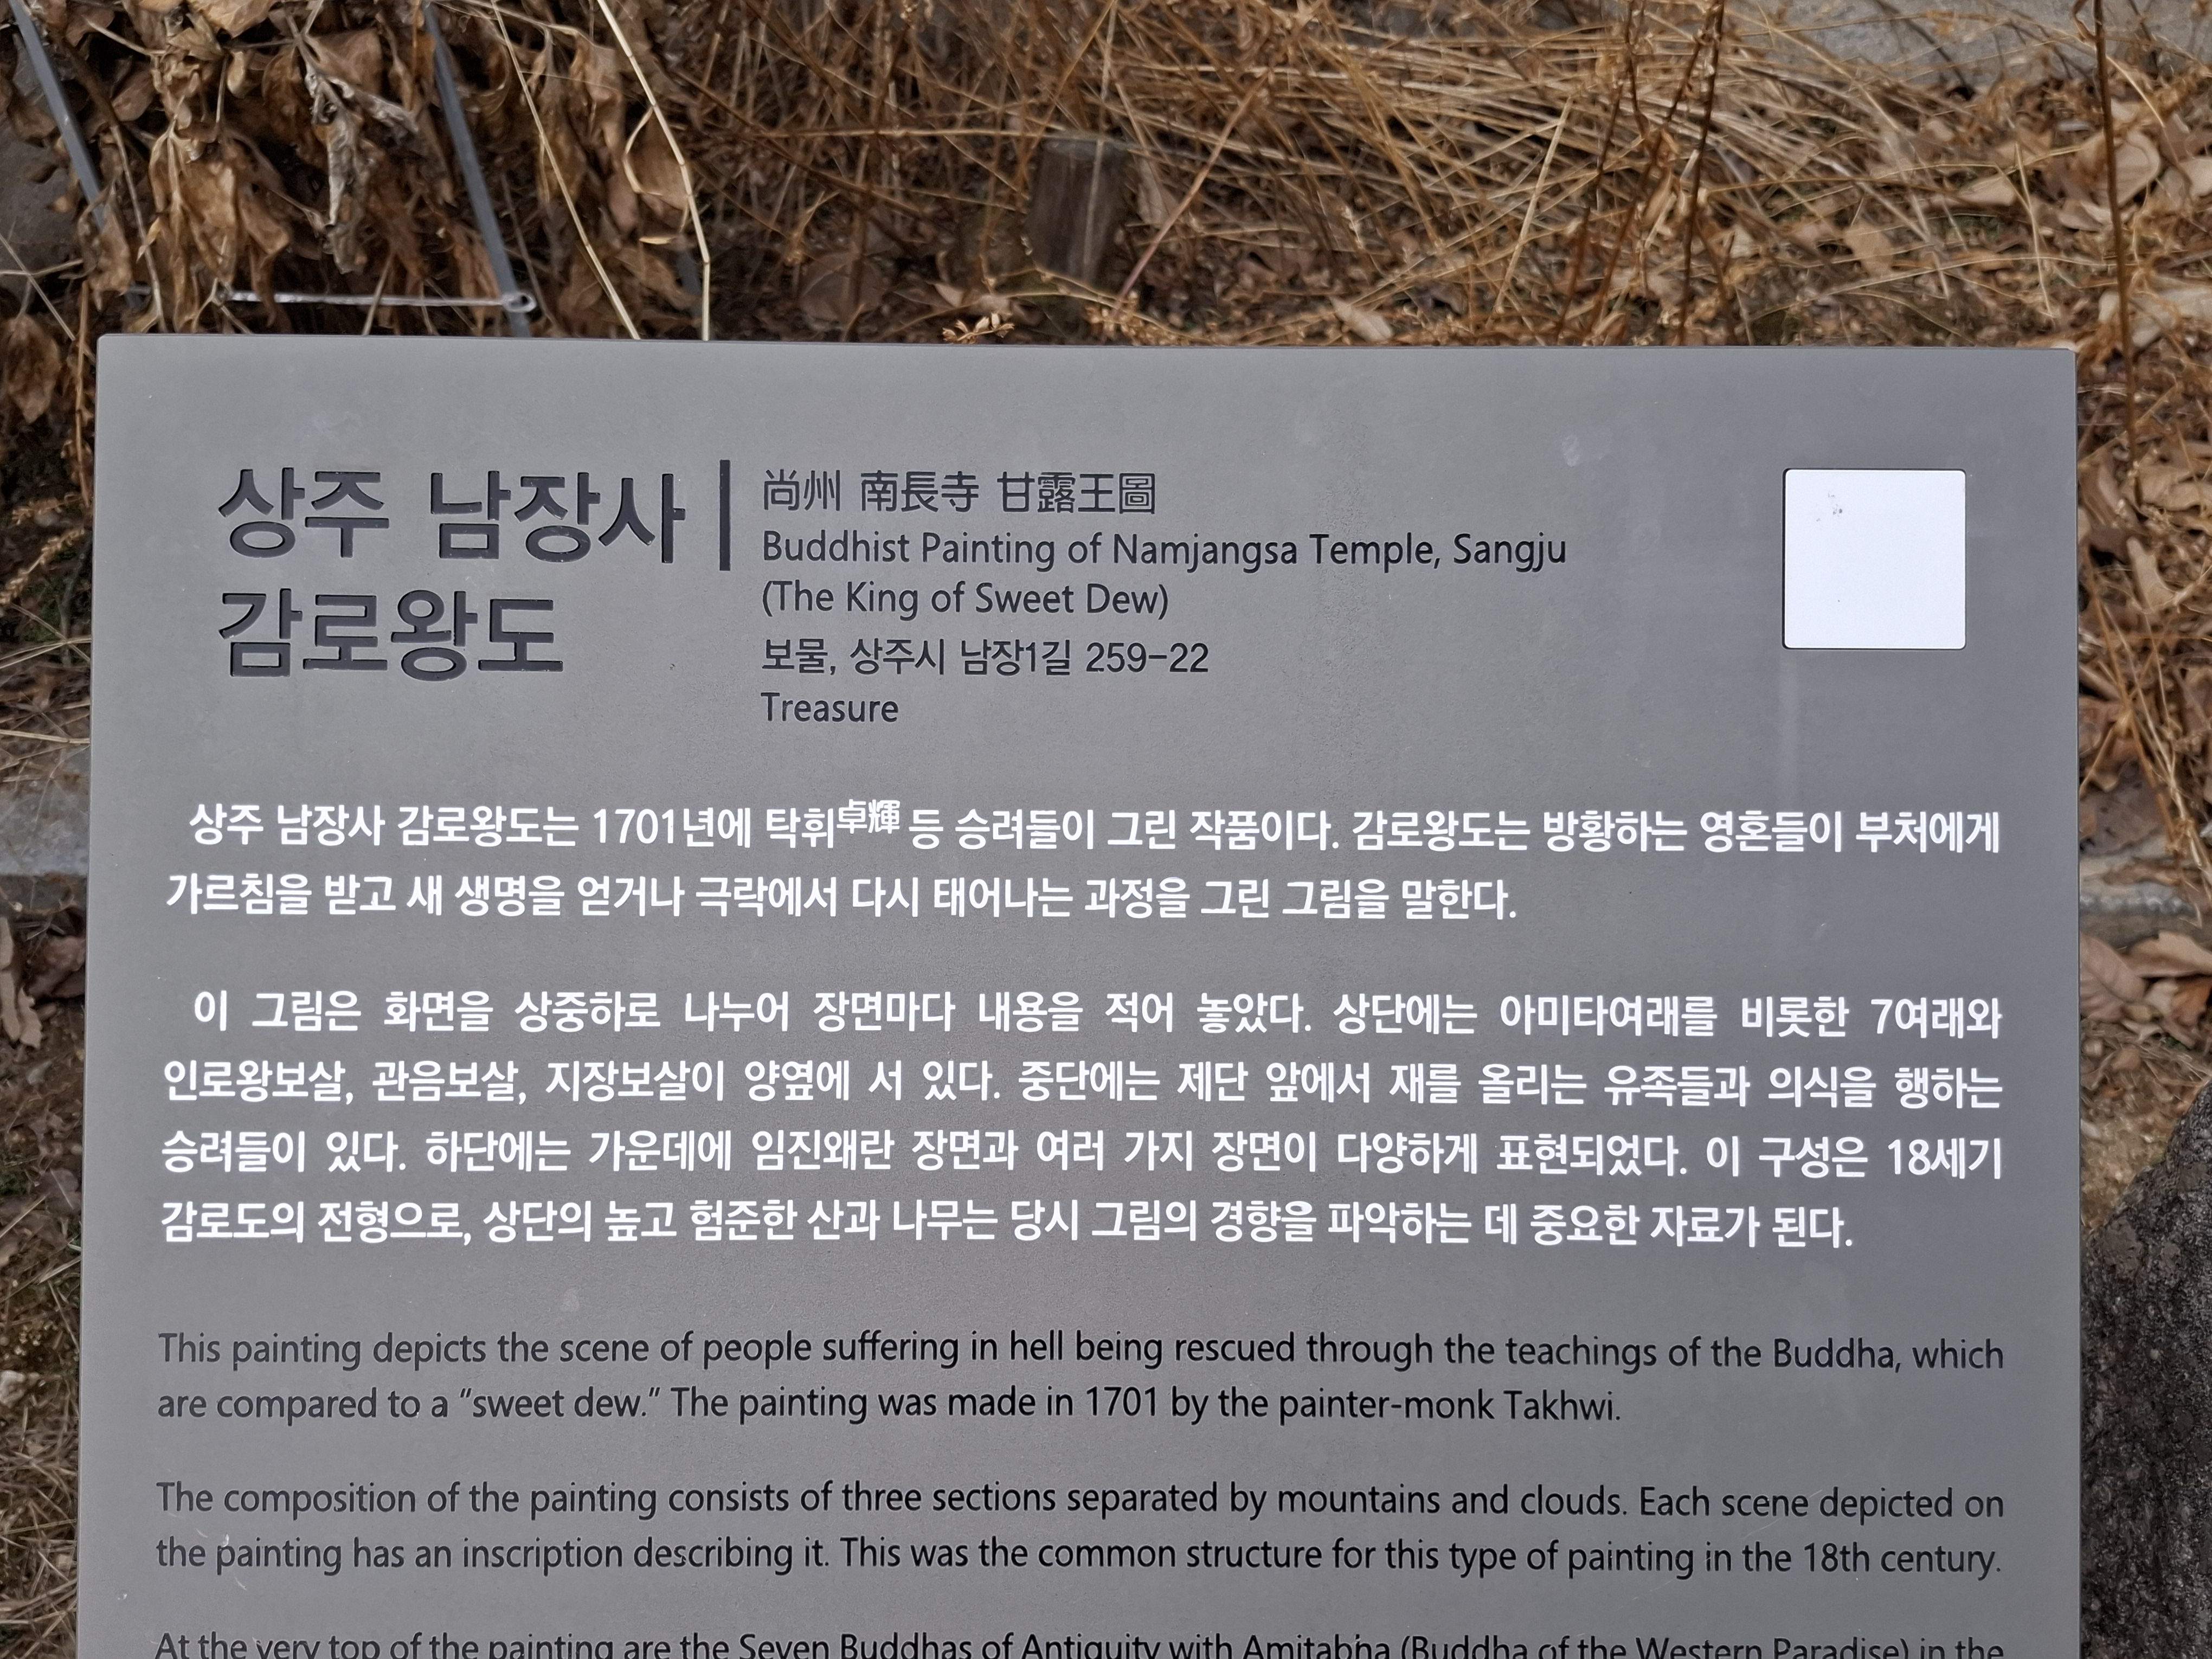 상주 남장사
감로왕도
尚州 南長寺 甘露王圖
Buddhist Painting of Namjangsa Temple, Sangju
(The King of Sweet Dew)
보물, 상주시 남장1길 259-22
Treasure
상주 남장사 감로왕도는 1701년에 탁휘卓輝 등 승려들이 그린 작품이다. 감로왕도는 방황하는 영혼들이 부처에게
가르침을 받고 새 생명을 얻거나 극락에서 다시 태어나는 과정을 그린 그림을 말한다.
이 그림은 화면을 상중하로 나누어 장면마다 내용을 적어 놓았다. 상단에는 아미타여래를 비롯한 7여래와
인로왕보살, 관음보살, 지장보살이 양옆에 서 있다. 중단에는 제단 앞에서 재를 올리는 유족들과 의식을 행하는
승려들이 있다. 하단에는 가운데에 임진왜란 장면과 여러 가지 장면이 다양하게 표현되었다. 이 구성은 18세기
감로도의 전형으로, 상단의 높고 험준한 산과 나무는 당시 그림의 경향을 파악하는 데 중요한 자료가 된다.
This painting depicts the scene of people suffering in hell being rescued through the teachings of the Buddha, which
are compared to a “sweet dew.” The painting was made in 1701 by the painter-monk Takhwi.
The composition of the painting consists of three sections separated by mountains and clouds. Each scene depicted on
the painting has an inscription describing it. This was the common structure for this type of painting in the 18th century.
At the very top of the painting are the Seven Buddhas of Antiquity with Amitabha (Buddha of the Western Paradise) in the